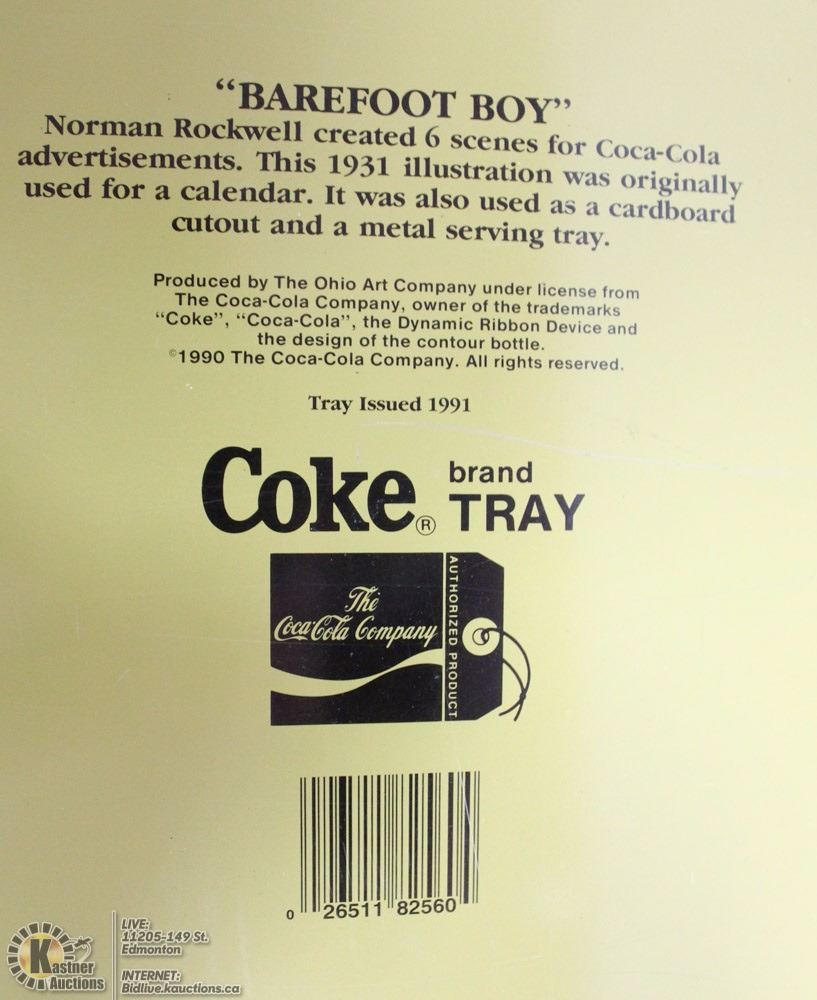 “BAREFOOT BOY”
Norman Rockwell created 6 scenes for Coca-Cola
advertisements. This 1931 illustration was originally
used for a calendar. It was also used as a cardboard
cutout and a metal serving tray.
Produced by The Ohio Art Company under license from
The Coca-Cola Company, owner of the trademarks
“Coke”, “Coca-Cola”, the Dynamic Ribbon Device and
the design of the contour bottle.
©1990 The Coca-Cola Company. All rights reserved.
Tray Issued 1991
Coke® brand TRAY
The
Coca-Cola Company
AUTHORIZED PRODUCT
0 26511 82560
Kastner
Auctions
LIVE:
11205-149 St.
Edmonton
INTERNET:
Bidlive.kauctions.ca